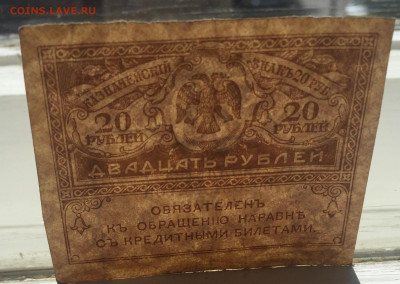 COINS.LAVE.RU
КАЗНАЧЕЙСКІЙ ЗНАКЪ
20 20
РУБЛЕЙ РУБЛЕЙ
ДВАДЦАТЬ РУБЛЕЙ
ОБЯЗАТЕЛЕНЪ
КЪ ОБРАЩЕНІЮ НАРАВНѢ
СЪ КРЕДИТНЫМИ БИЛЕТАМИ.